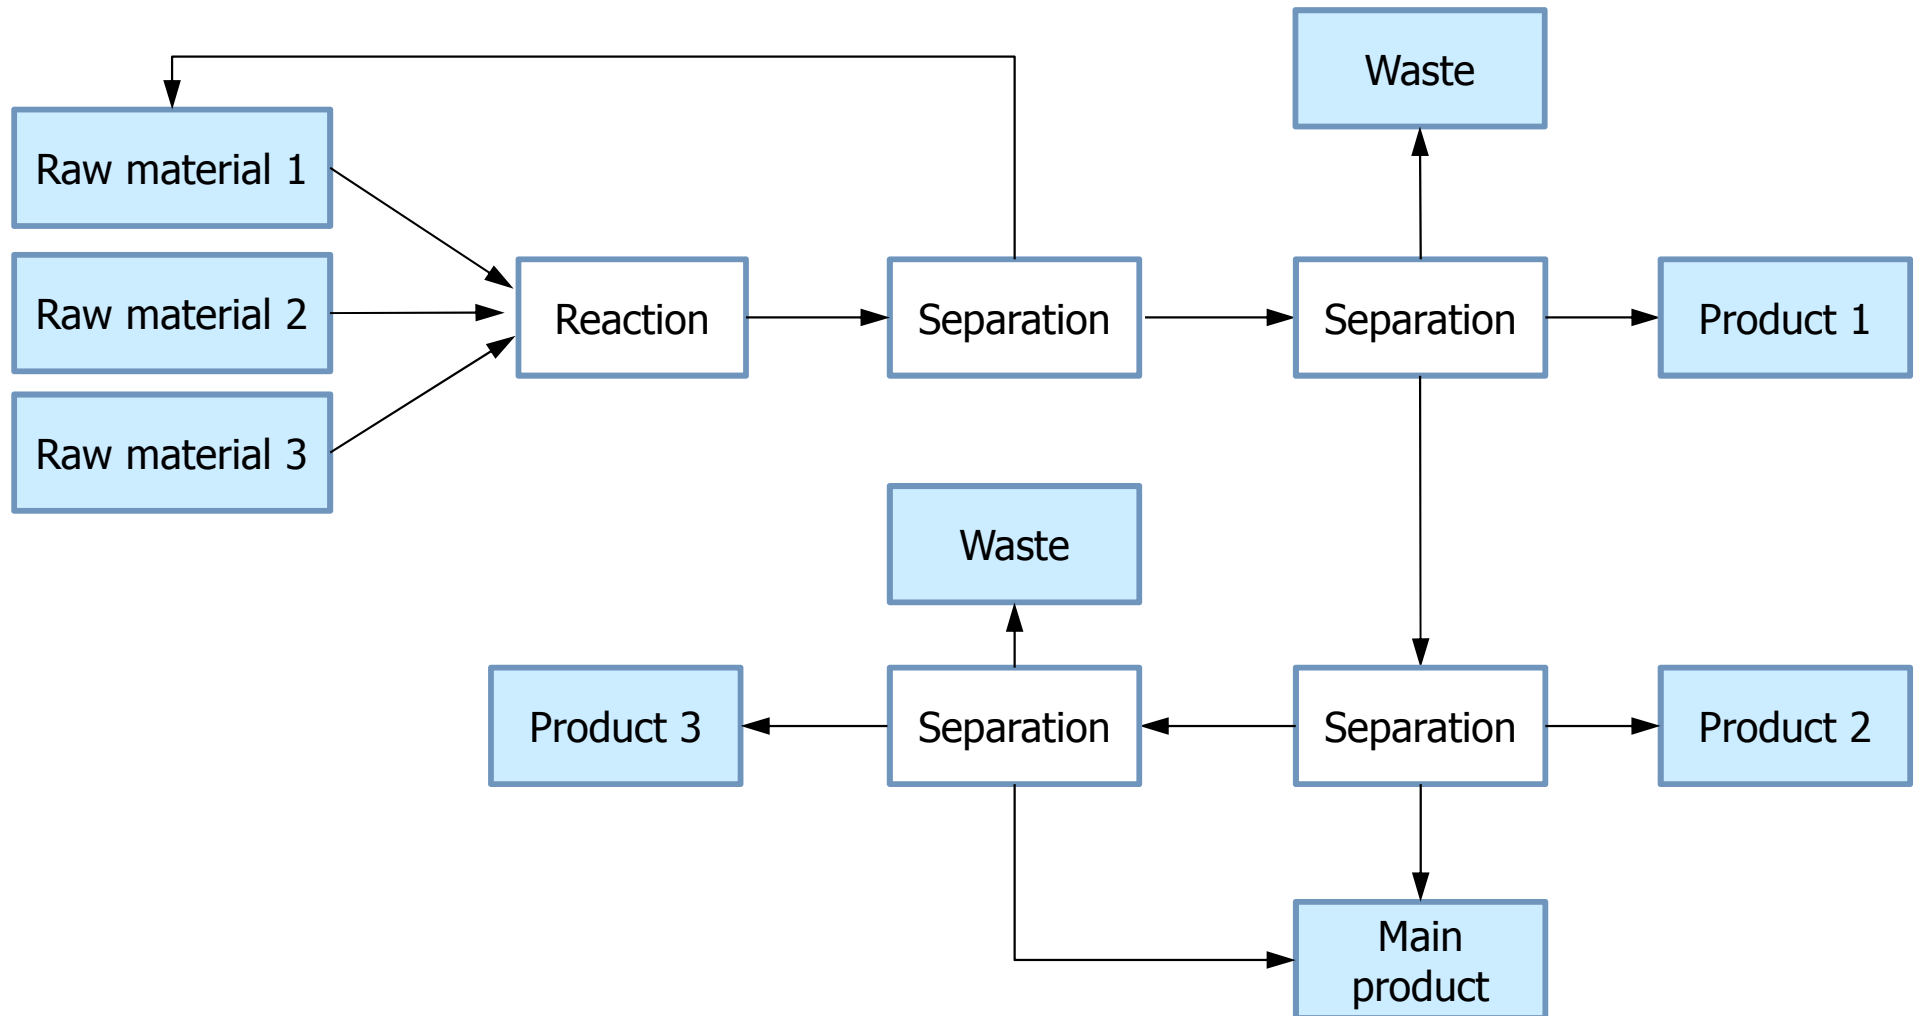 Waste
Raw material 1
Raw material 2
Raw material 3
Reaction
Separation
Separation
Product 1
Waste
Product 3
Separation
Separation
Product 2
Main
product